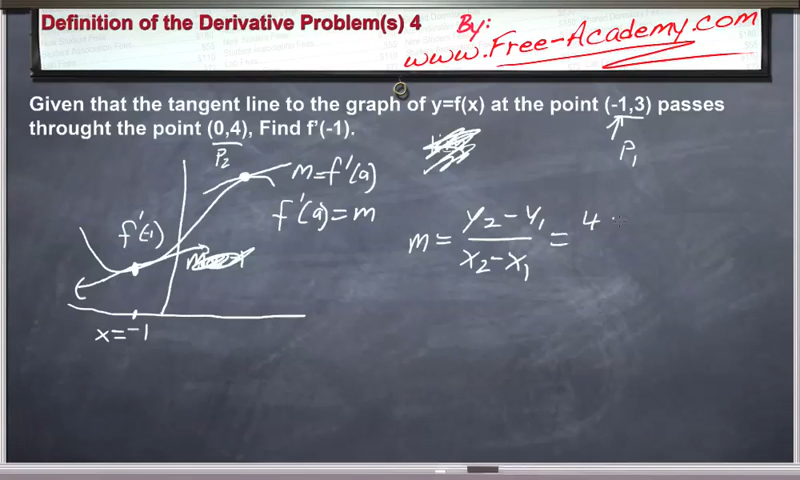 Definition of the Derivative Problem(s) 4
By:
www.Free-Academy.com
Given that the tangent line to the graph of y=f(x) at the point (-1,3) passes
throught the point (0,4), Find f'(-1).
P₂
P₁
m=f'(a)
f'(a)=m
f'(-1)
m = y₂-y₁ / x₂-x₁ = 4
x=-1